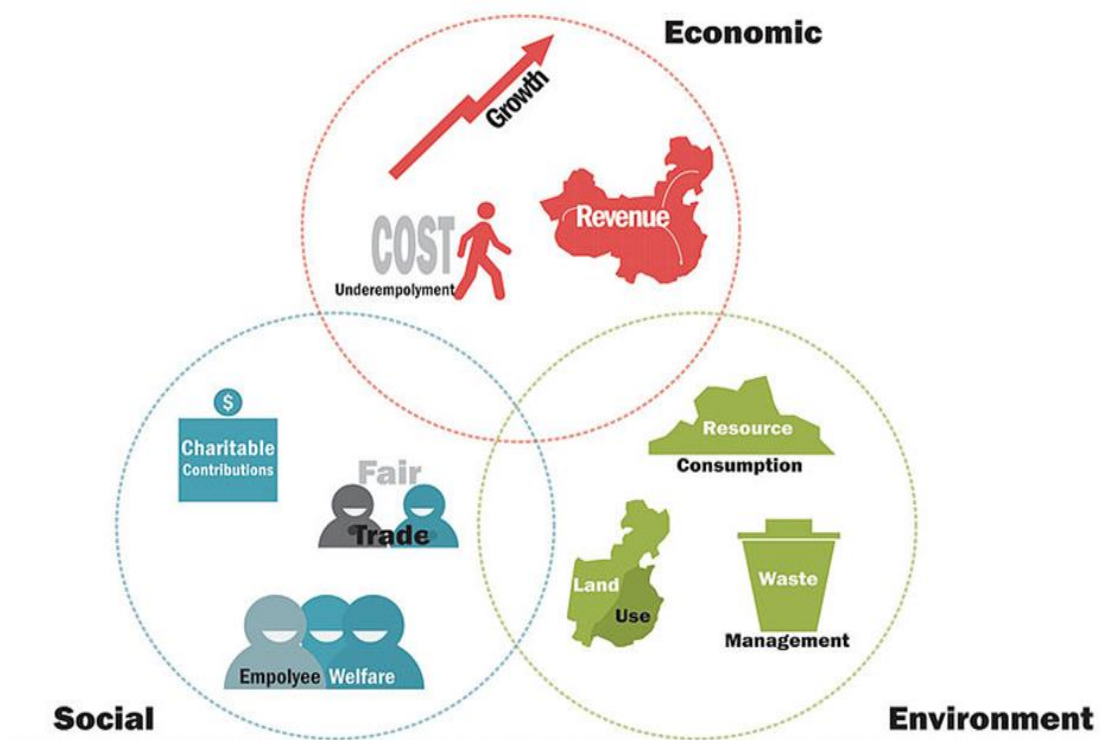 Economic
Growth
Revenue
COST
Underempolyment
$
Charitable
Contributions
Fair
Trade
Empolyee Welfare
Resource
Consumption
Land
Use
Waste
Management
Social
Environment